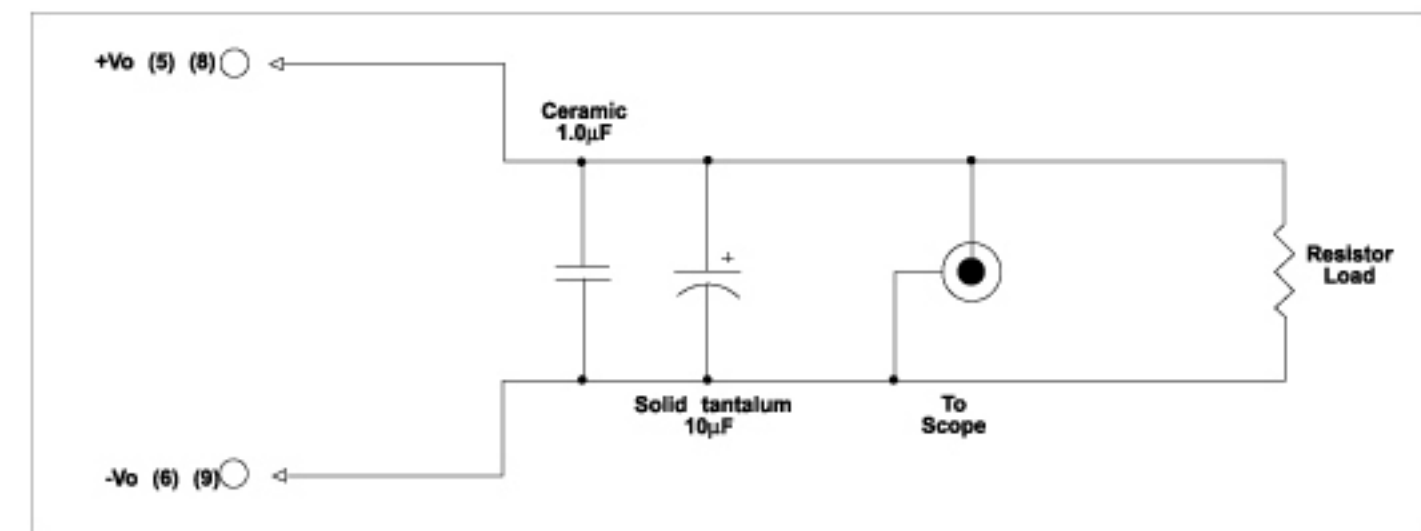 +Vo (5) (8)
Ceramic
1.0μF
Resistor
Load
Solid tantalum
10μF
To
Scope
-Vo (6) (9)